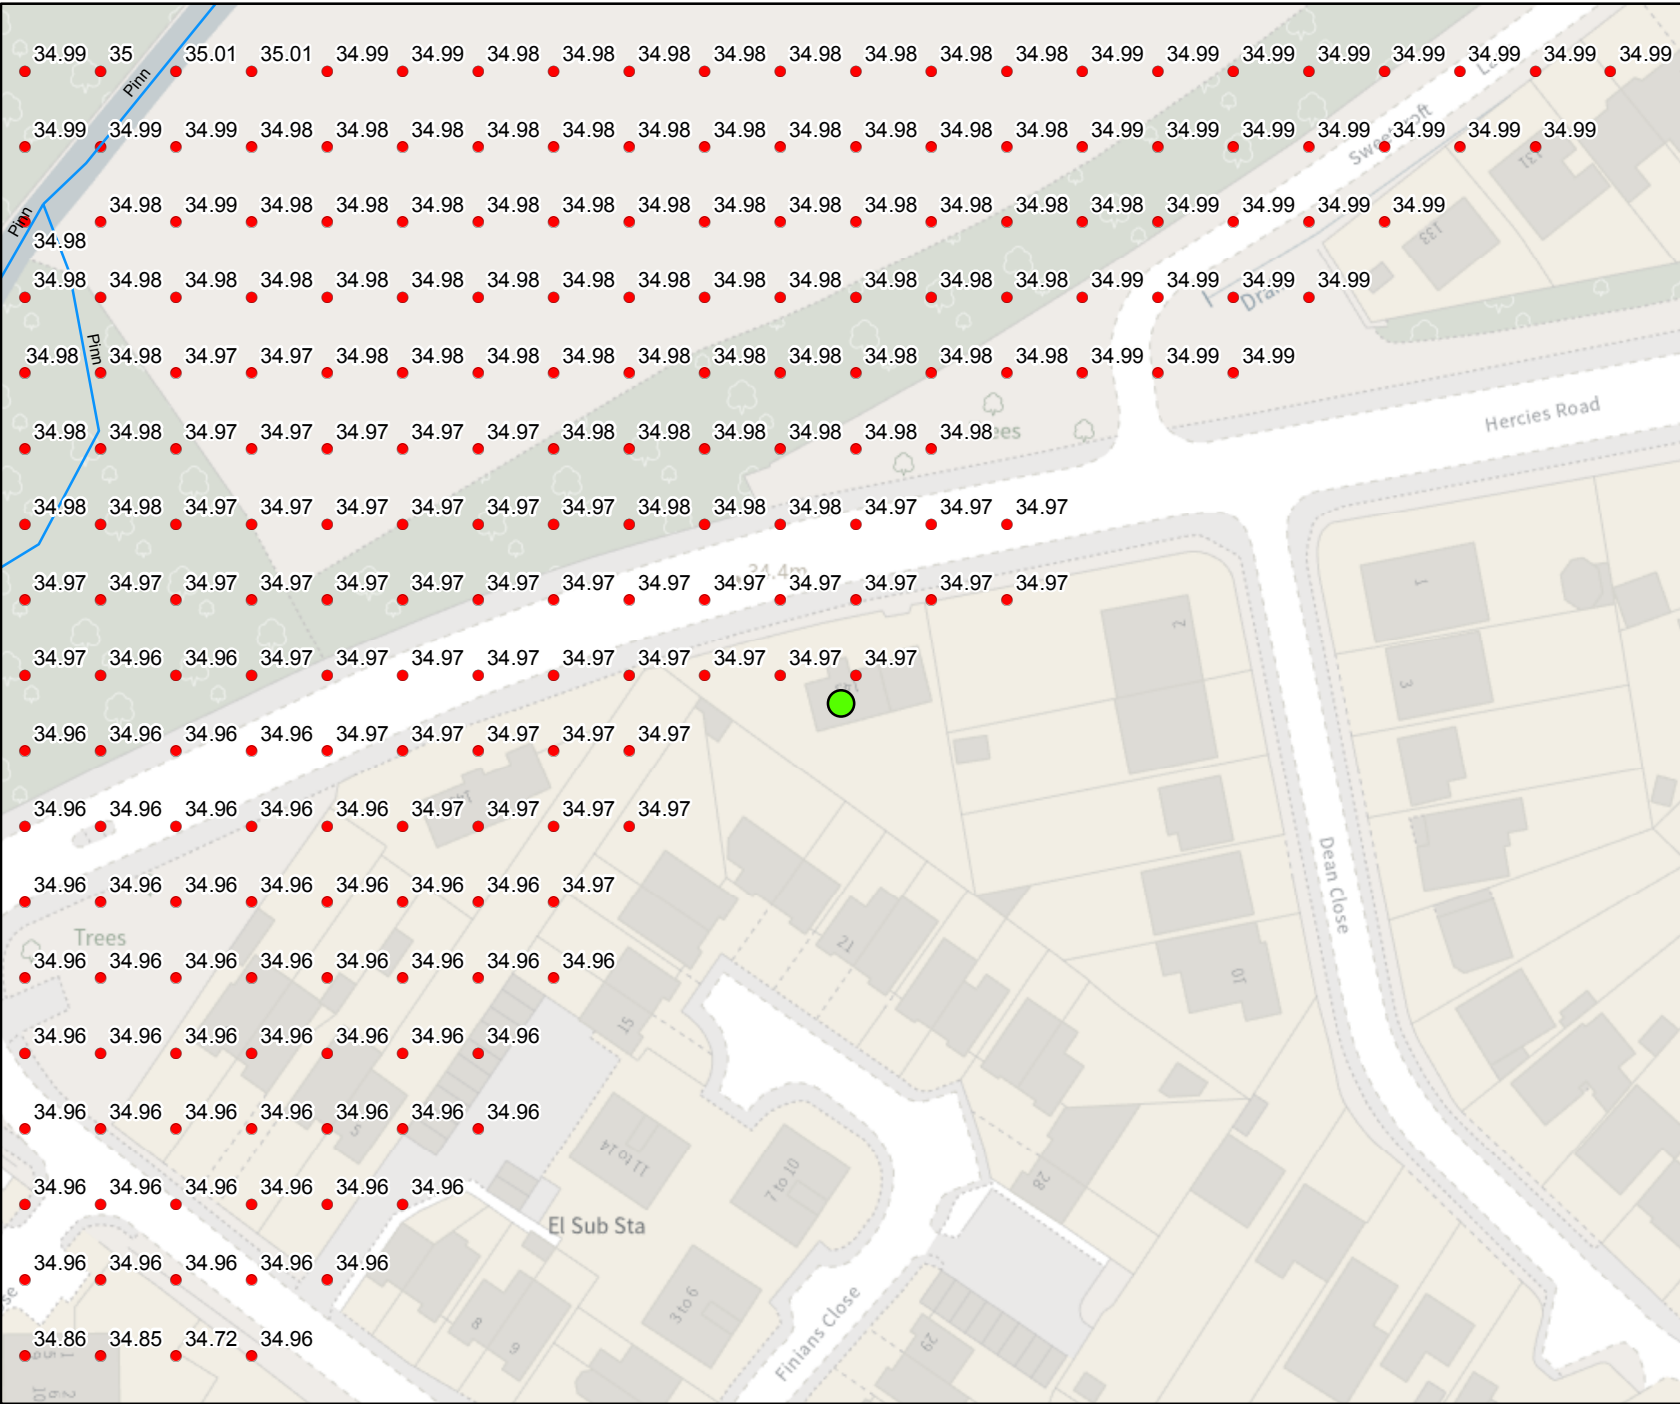 34.99 35 35.01 35.01 34.99 34.99 34.98 34.98 34.98 34.98 34.98 34.98 34.98 34.98 34.99 34.99 34.99 34.99 34.99 34.99 34.99 34.99
Pinn
34.99 34.99 34.99 34.98 34.98 34.98 34.98 34.98 34.98 34.98 34.98 34.98 34.98 34.98 34.99 34.99 34.99 34.99 34.99 34.99 34.99
131
34.98 34.99 34.98 34.98 34.98 34.98 34.98 34.98 34.98 34.98 34.98 34.98 34.98 34.99 34.99 34.99 34.99
Pinn
133
34.98
34.98 34.98 34.98 34.98 34.98 34.98 34.98 34.98 34.98 34.98 34.98 34.98 34.98 34.98 34.99 34.99 34.99 34.99
Pinn
34.98 34.98 34.97 34.97 34.98 34.98 34.98 34.98 34.98 34.98 34.98 34.98 34.98 34.98 34.99 34.99 34.99
Hercies Road
34.98 34.98 34.97 34.97 34.97 34.97 34.97 34.98 34.98 34.98 34.98 34.98 34.98
34.98 34.98 34.97 34.97 34.97 34.97 34.97 34.97 34.98 34.98 34.98 34.97 34.97 34.97
34.4m
34.97 34.97 34.97 34.97 34.97 34.97 34.97 34.97 34.97 34.97 34.97 34.97 34.97 34.97
1
2
34.97 34.96 34.96 34.97 34.97 34.97 34.97 34.97 34.97 34.97 34.97 34.97
3
34.96 34.96 34.96 34.96 34.97 34.97 34.97 34.97 34.97
34.96 34.96 34.96 34.96 34.96 34.97 34.97 34.97 34.97
Dean Close
34.96 34.96 34.96 34.96 34.96 34.96 34.96 34.97
Trees
21
34.96 34.96 34.96 34.96 34.96 34.96 34.96 34.96
10
15
34.96 34.96 34.96 34.96 34.96 34.96 34.96
34.96 34.96 34.96 34.96 34.96 34.96 34.96
5
11 to 14
7 to 10
28
34.96 34.96 34.96 34.96 34.96 34.96
El Sub Sta
34.96 34.96 34.96 34.96 34.96
3 to 6
8
9
Finians Close
29
34.86 34.85 34.72 34.96